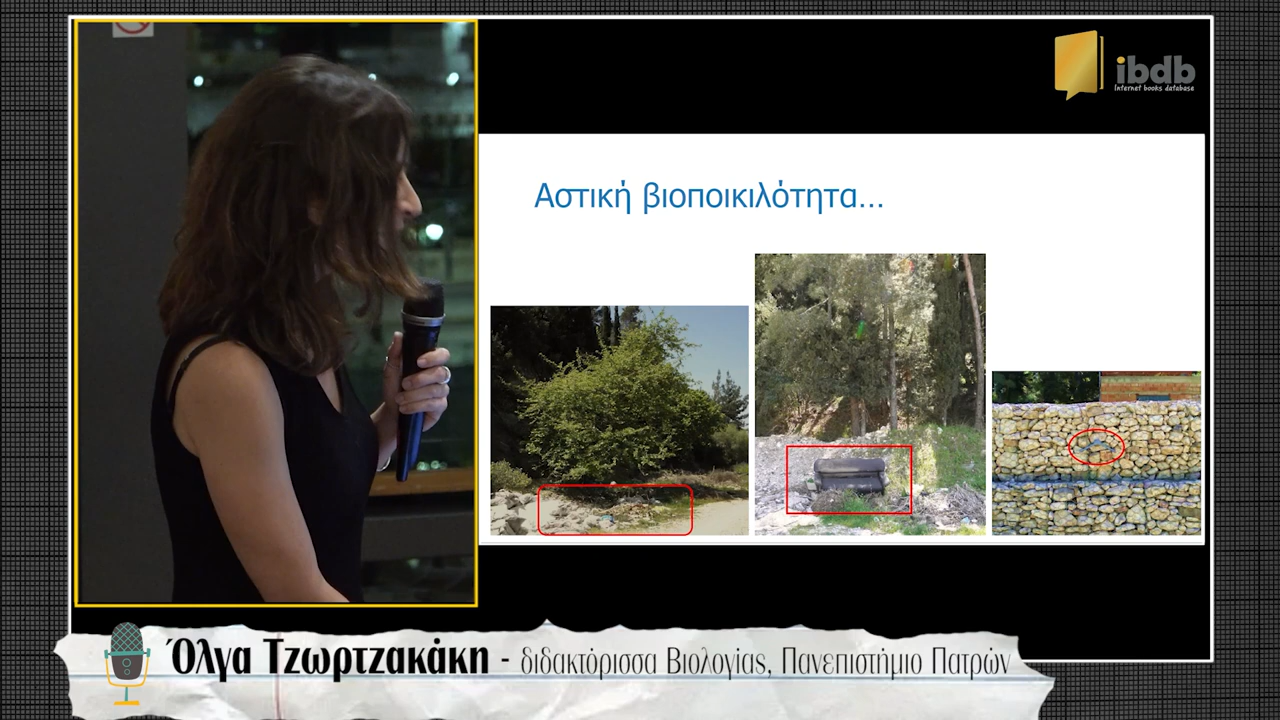 ibdb
Internet books database
Αστική βιοποικιλότητα...
Όλγα Τζωρτζακάκη - διδακτόρισσα Βιολογίας, Πανεπιστήμιο Πατρών